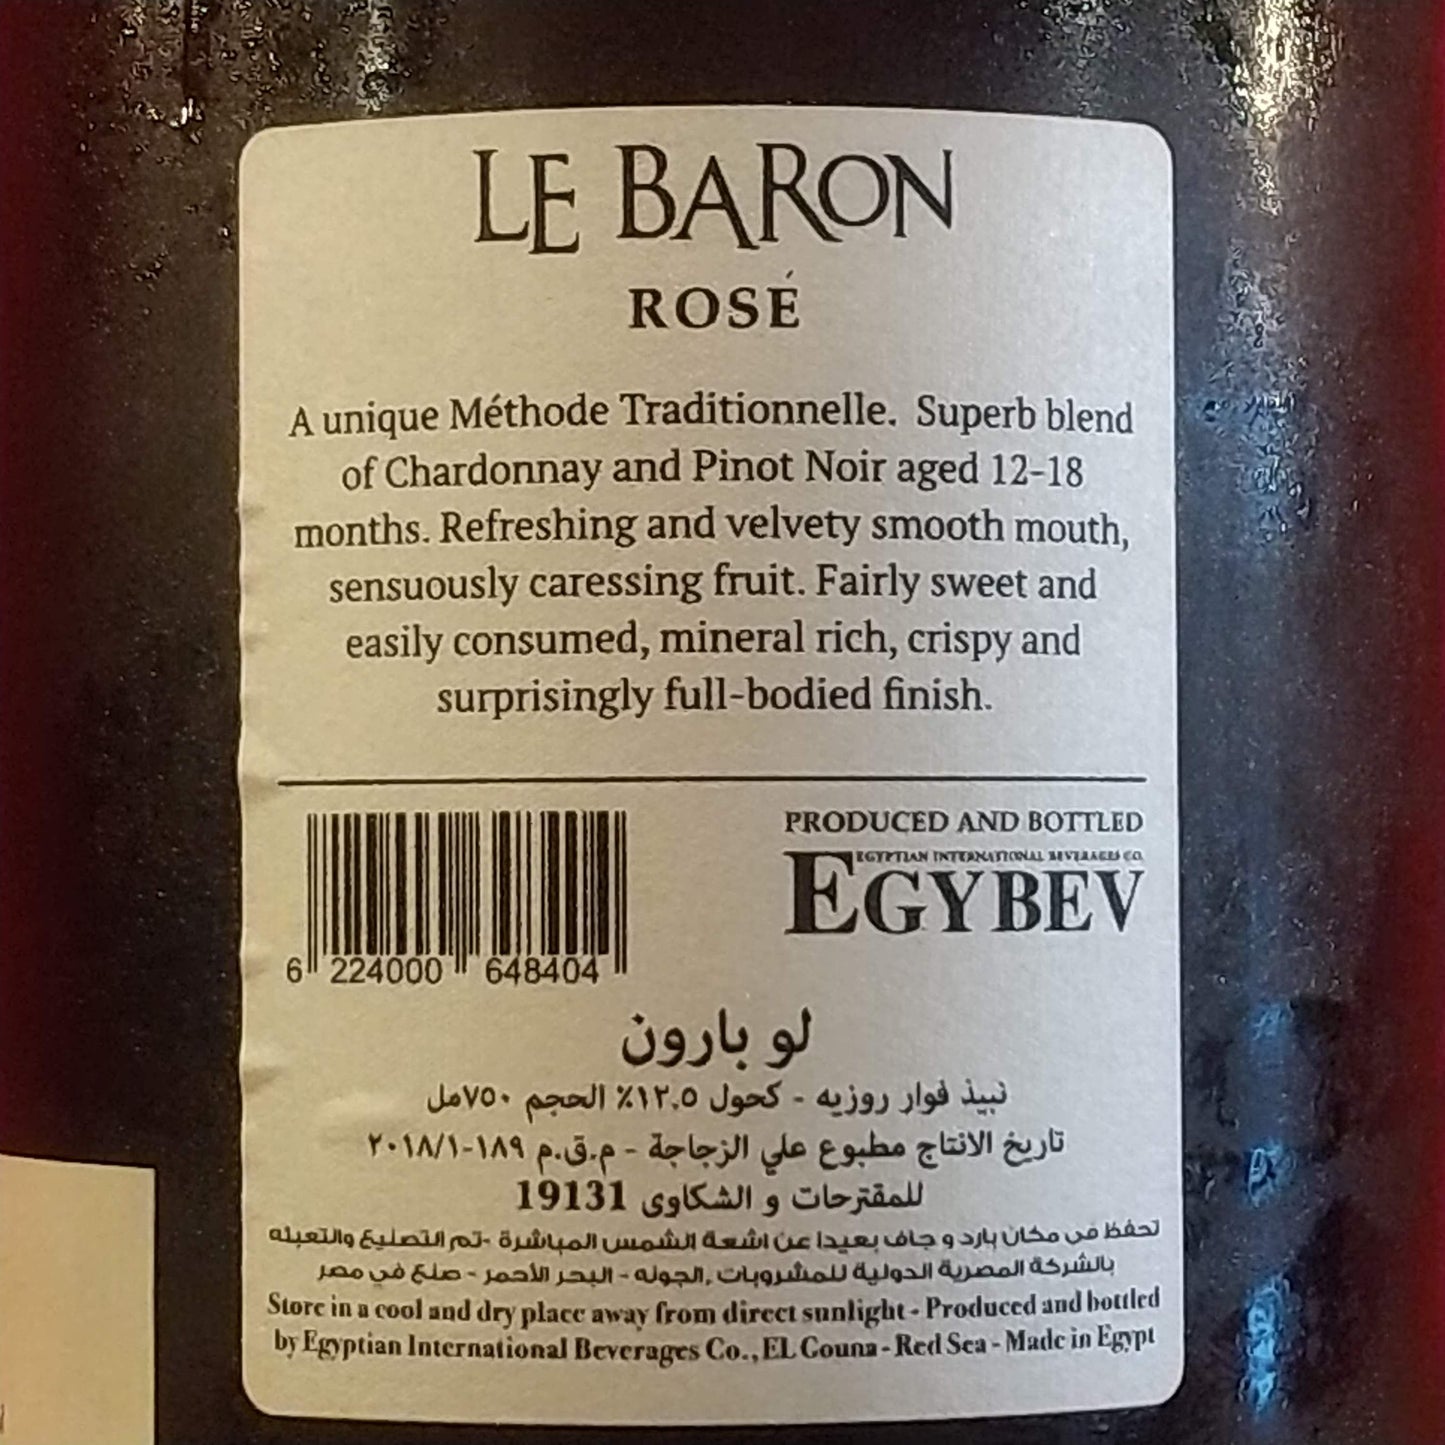 LE BARON
ROSÉ
A unique Méthode Traditionnelle. Superb blend
of Chardonnay and Pinot Noir aged 12-18
months. Refreshing and velvety smooth mouth,
sensuously caressing fruit. Fairly sweet and
easily consumed, mineral rich, crispy and
surprisingly full-bodied finish.
PRODUCED AND BOTTLED
EGYPTIAN INTERNATIONAL BEVERAGES CO.
EGYBEV
6 224000 648404
لو بارون
نبيذ فوار روزيه - كحول ١٢.٥٪ الحجم ٧٥٠مل
تاريخ الانتاج مطبوع علي الزجاجة - م.ق.م ١٨٩-٢٠١٨/١
للمقترحات و الشكاوى 19131
تحفظ فى مكان بارد و جاف بعيدا عن اشعة الشمس المباشرة -تم التصنيع والتعبئه
بالشركة المصرية الدولية للمشروبات ,الجونه - البحر الأحمر - صنع في مصر
Store in a cool and dry place away from direct sunlight - Produced and bottled
by Egyptian International Beverages Co., EL Gouna - Red Sea - Made in Egypt